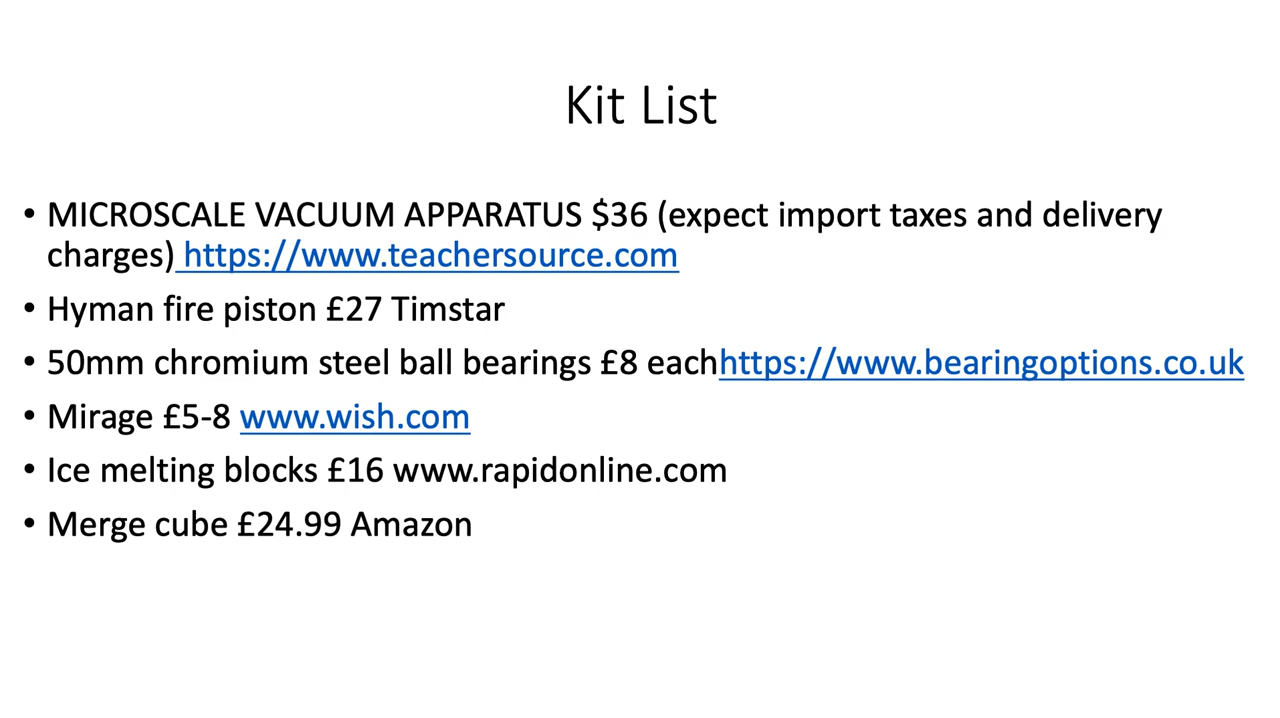 Kit List
• MICROSCALE VACUUM APPARATUS $36 (expect import taxes and delivery
charges) https://www.teachersource.com
• Hyman fire piston £27 Timstar
• 50mm chromium steel ball bearings £8 eachhttps://www.bearingoptions.co.uk
• Mirage £5-8 www.wish.com
• Ice melting blocks £16 www.rapidonline.com
• Merge cube £24.99 Amazon